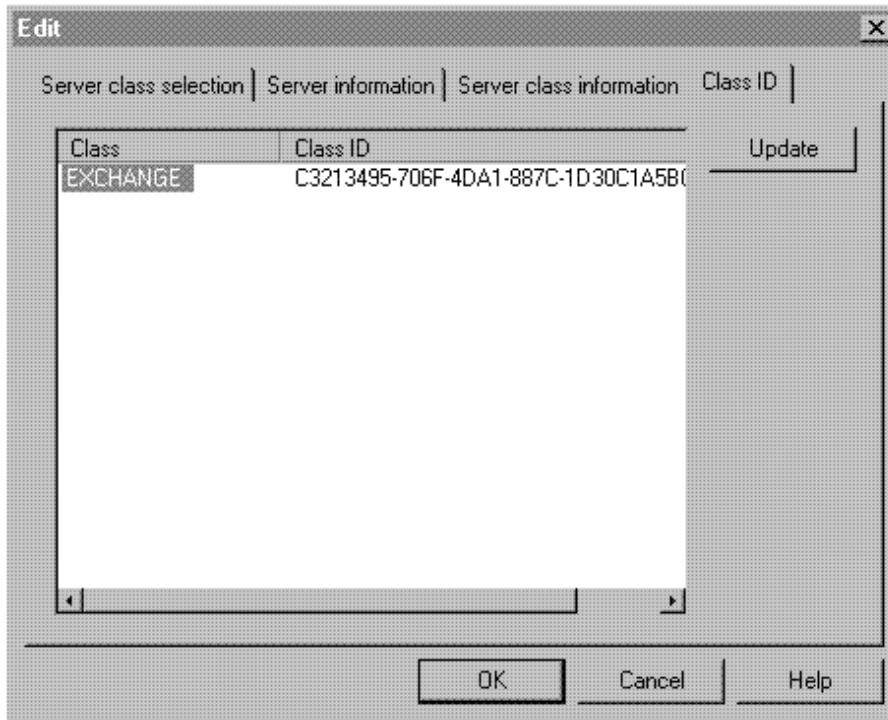 Edit
Server class selection Server information Server class information Class ID
Class Class ID Update
EXCHANGE C3213495-706F-4DA1-887C-1D30C1A5B
OK Cancel Help